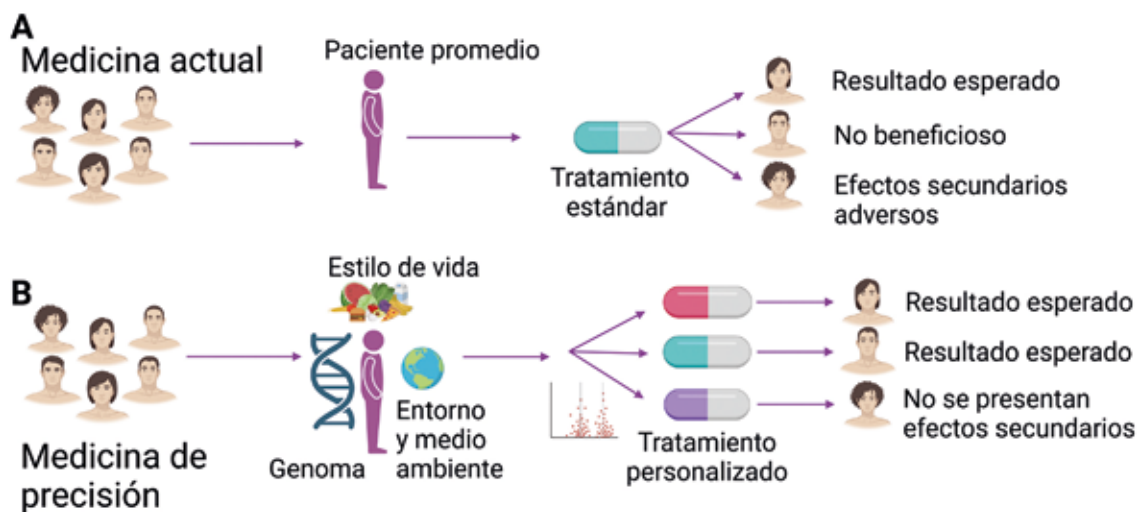 A
Medicina actual
Paciente promedio
Tratamiento
estándar
Resultado esperado
No beneficioso
Efectos secundarios
adversos
B
Medicina de
precisión
Estilo de vida
Genoma
Entorno
y medio
ambiente
Tratamiento
personalizado
Resultado esperado
Resultado esperado
No se presentan
efectos secundarios